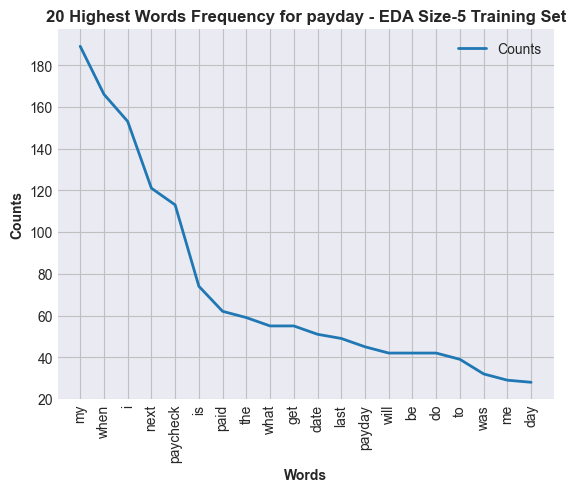 20 Highest Words Frequency for payday - EDA Size-5 Training Set
Counts
180
160
140
120
100
80
60
40
20
Counts
my
when
i
next
paycheck
is
paid
the
what
get
date
last
payday
will
be
do
to
was
me
day
Words